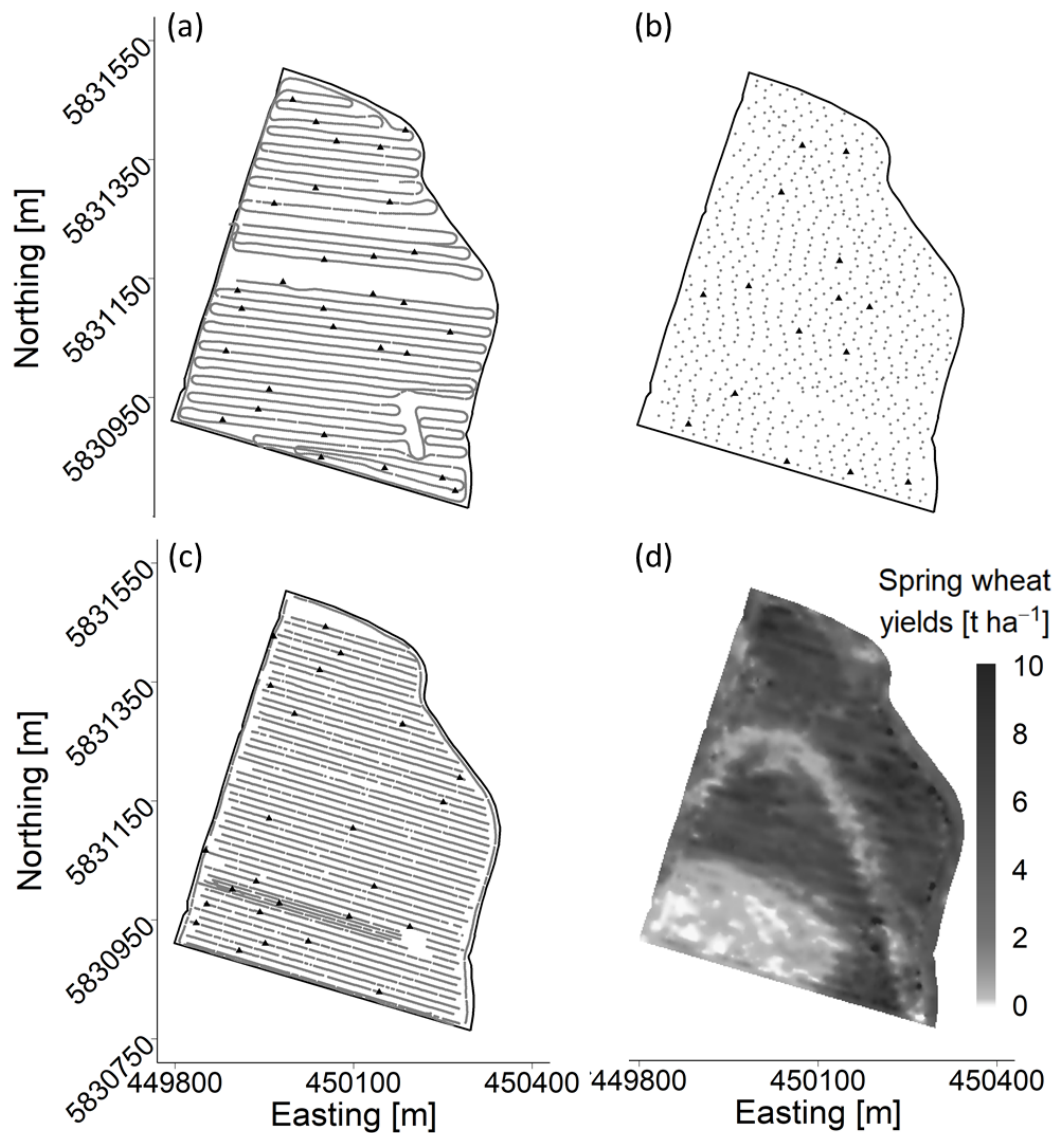 (a)
(b)
Northing [m]
5831550
5831350
5831150
5830950
(c)
(d)
Northing [m]
5831550
5831350
5831150
5830950
5830750
Spring wheat
yields [t ha⁻¹]
10
8
6
4
2
0
449800
450100
450400
449800
450100
450400
Easting [m]
Easting [m]